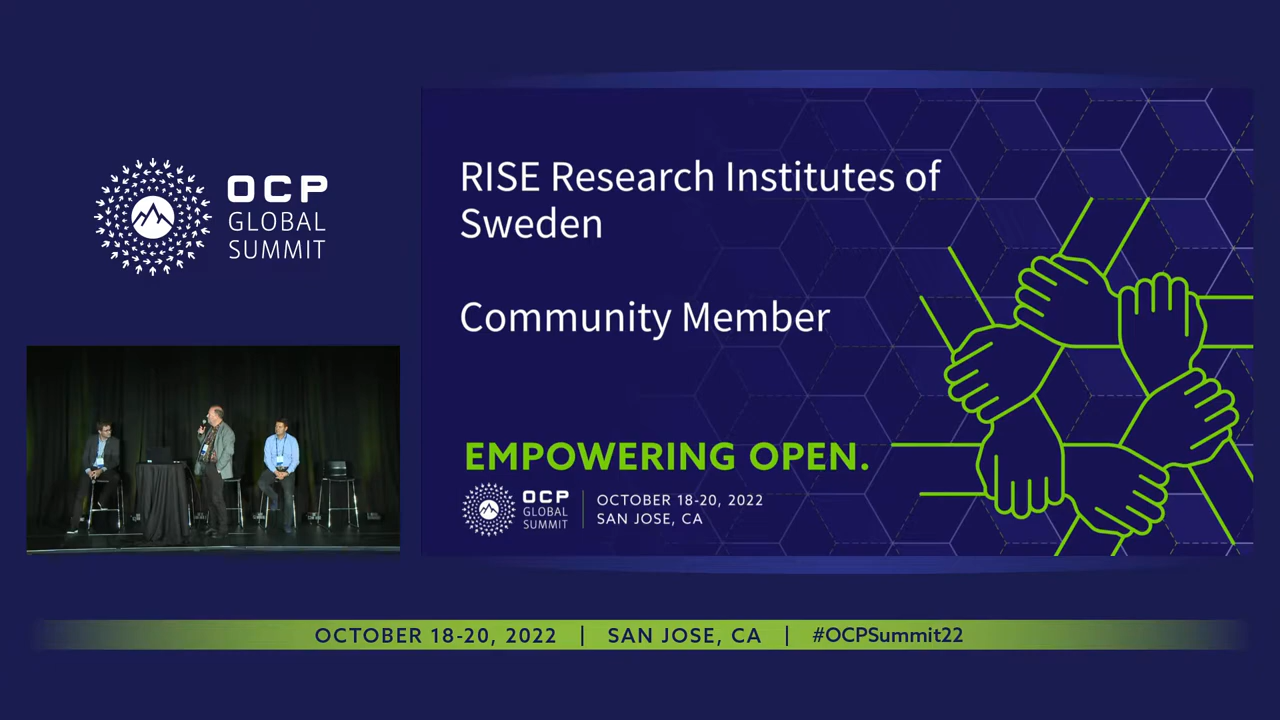 OCP
GLOBAL
SUMMIT
RISE Research Institutes of
Sweden
Community Member
EMPOWERING OPEN.
OCP
GLOBAL
SUMMIT
OCTOBER 18-20, 2022
SAN JOSE, CA
OCTOBER 18-20, 2022 | SAN JOSE, CA | #OCPSummit22